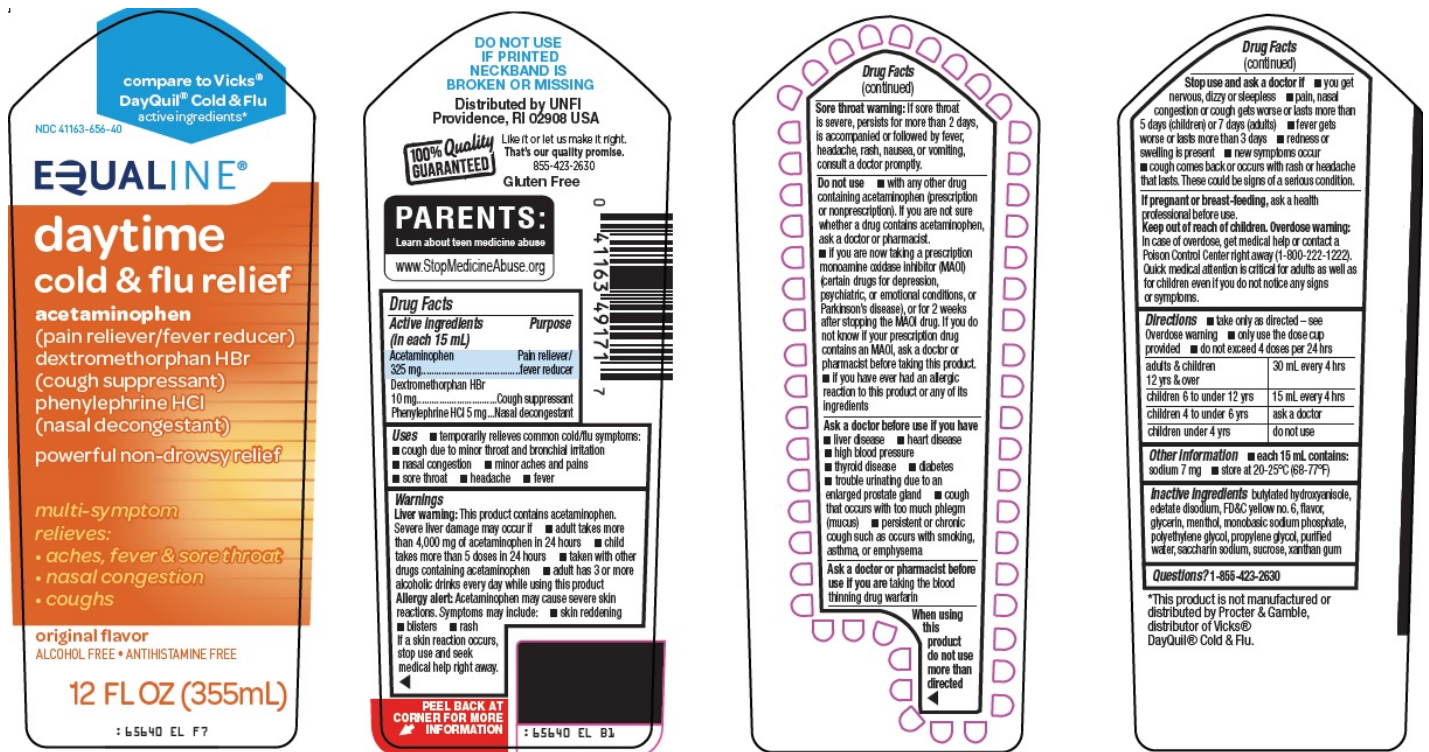 compare to Vicks®
DayQuil® Cold & Flu
active ingredients*
NDC 41163-656-40
EQUALINE®
daytime
cold & flu relief
acetaminophen
(pain reliever/fever reducer)
dextromethorphan HBr
(cough suppressant)
phenylephrine HCl
(nasal decongestant)
powerful non-drowsy relief
multi-symptom
relieves:
• aches, fever & sore throat
• nasal congestion
• coughs
original flavor
ALCOHOL FREE • ANTIHISTAMINE FREE
12 FL OZ (355mL)
: 65640 EL F7
DO NOT USE
IF PRINTED
NECKBAND IS
BROKEN OR MISSING
Distributed by UNFI
Providence, RI 02908 USA
100% Quality
GUARANTEED
Like it or let us make it right.
That's our quality promise.
855-423-2630
Gluten Free
PARENTS:
Learn about teen medicine abuse
www.StopMedicineAbuse.org
0 41163 49171 7
Drug Facts
Active ingredients Purpose
(in each 15 mL)
Acetaminophen Pain reliever/
325 mg......................................fever reducer
Dextromethorphan HBr
10 mg...............................Cough suppressant
Phenylephrine HCl 5 mg...Nasal decongestant
Uses ■ temporarily relieves common cold/flu symptoms:
■ cough due to minor throat and bronchial irritation
■ nasal congestion ■ minor aches and pains
■ sore throat ■ headache ■ fever
Warnings
Liver warning: This product contains acetaminophen.
Severe liver damage may occur if ■ adult takes more
than 4,000 mg of acetaminophen in 24 hours ■ child
takes more than 5 doses in 24 hours ■ taken with other
drugs containing acetaminophen ■ adult has 3 or more
alcoholic drinks every day while using this product
Allergy alert: Acetaminophen may cause severe skin
reactions. Symptoms may include: ■ skin reddening
■ blisters ■ rash
If a skin reaction occurs,
stop use and seek
medical help right away.
PEEL BACK AT
CORNER FOR MORE
INFORMATION
: 65640 EL B1
Drug Facts
(continued)
Sore throat warning: If sore throat
is severe, persists for more than 2 days,
is accompanied or followed by fever,
headache, rash, nausea, or vomiting,
consult a doctor promptly.
Do not use ■ with any other drug
containing acetaminophen (prescription
or nonprescription). If you are not sure
whether a drug contains acetaminophen,
ask a doctor or pharmacist.
■ if you are now taking a prescription
monoamine oxidase inhibitor (MAOI)
(certain drugs for depression,
psychiatric, or emotional conditions, or
Parkinson's disease), or for 2 weeks
after stopping the MAOI drug. If you do
not know if your prescription drug
contains an MAOI, ask a doctor or
pharmacist before taking this product.
■ if you have ever had an allergic
reaction to this product or any of its
ingredients
Ask a doctor before use if you have
■ liver disease ■ heart disease
■ high blood pressure
■ thyroid disease ■ diabetes
■ trouble urinating due to an
enlarged prostate gland ■ cough
that occurs with too much phlegm
(mucus) ■ persistent or chronic
cough such as occurs with smoking,
asthma, or emphysema
Ask a doctor or pharmacist before
use if you are taking the blood
thinning drug warfarin
When using
this
product
do not use
more than
directed
Drug Facts
(continued)
Stop use and ask a doctor if ■ you get
nervous, dizzy or sleepless ■ pain, nasal
congestion or cough gets worse or lasts more than
5 days (children) or 7 days (adults) ■ fever gets
worse or lasts more than 3 days ■ redness or
swelling is present ■ new symptoms occur
■ cough comes back or occurs with rash or headache
that lasts. These could be signs of a serious condition.
If pregnant or breast-feeding, ask a health
professional before use.
Keep out of reach of children. Overdose warning:
In case of overdose, get medical help or contact a
Poison Control Center right away (1-800-222-1222).
Quick medical attention is critical for adults as well as
for children even if you do not notice any signs
or symptoms.
Directions ■ take only as directed – see
Overdose warning ■ only use the dose cup
provided ■ do not exceed 4 doses per 24 hrs
adults & children 30 mL every 4 hrs
12 yrs & over
children 6 to under 12 yrs 15 mL every 4 hrs
children 4 to under 6 yrs ask a doctor
children under 4 yrs do not use
Other information ■ each 15 mL contains:
sodium 7 mg ■ store at 20-25°C (68-77°F)
Inactive ingredients butylated hydroxyanisole,
edetate disodium, FD&C yellow no. 6, flavor,
glycerin, menthol, monobasic sodium phosphate,
polyethylene glycol, propylene glycol, purified
water, saccharin sodium, sucrose, xanthan gum
Questions? 1-855-423-2630
*This product is not manufactured or
distributed by Procter & Gamble,
distributor of Vicks®
DayQuil® Cold & Flu.